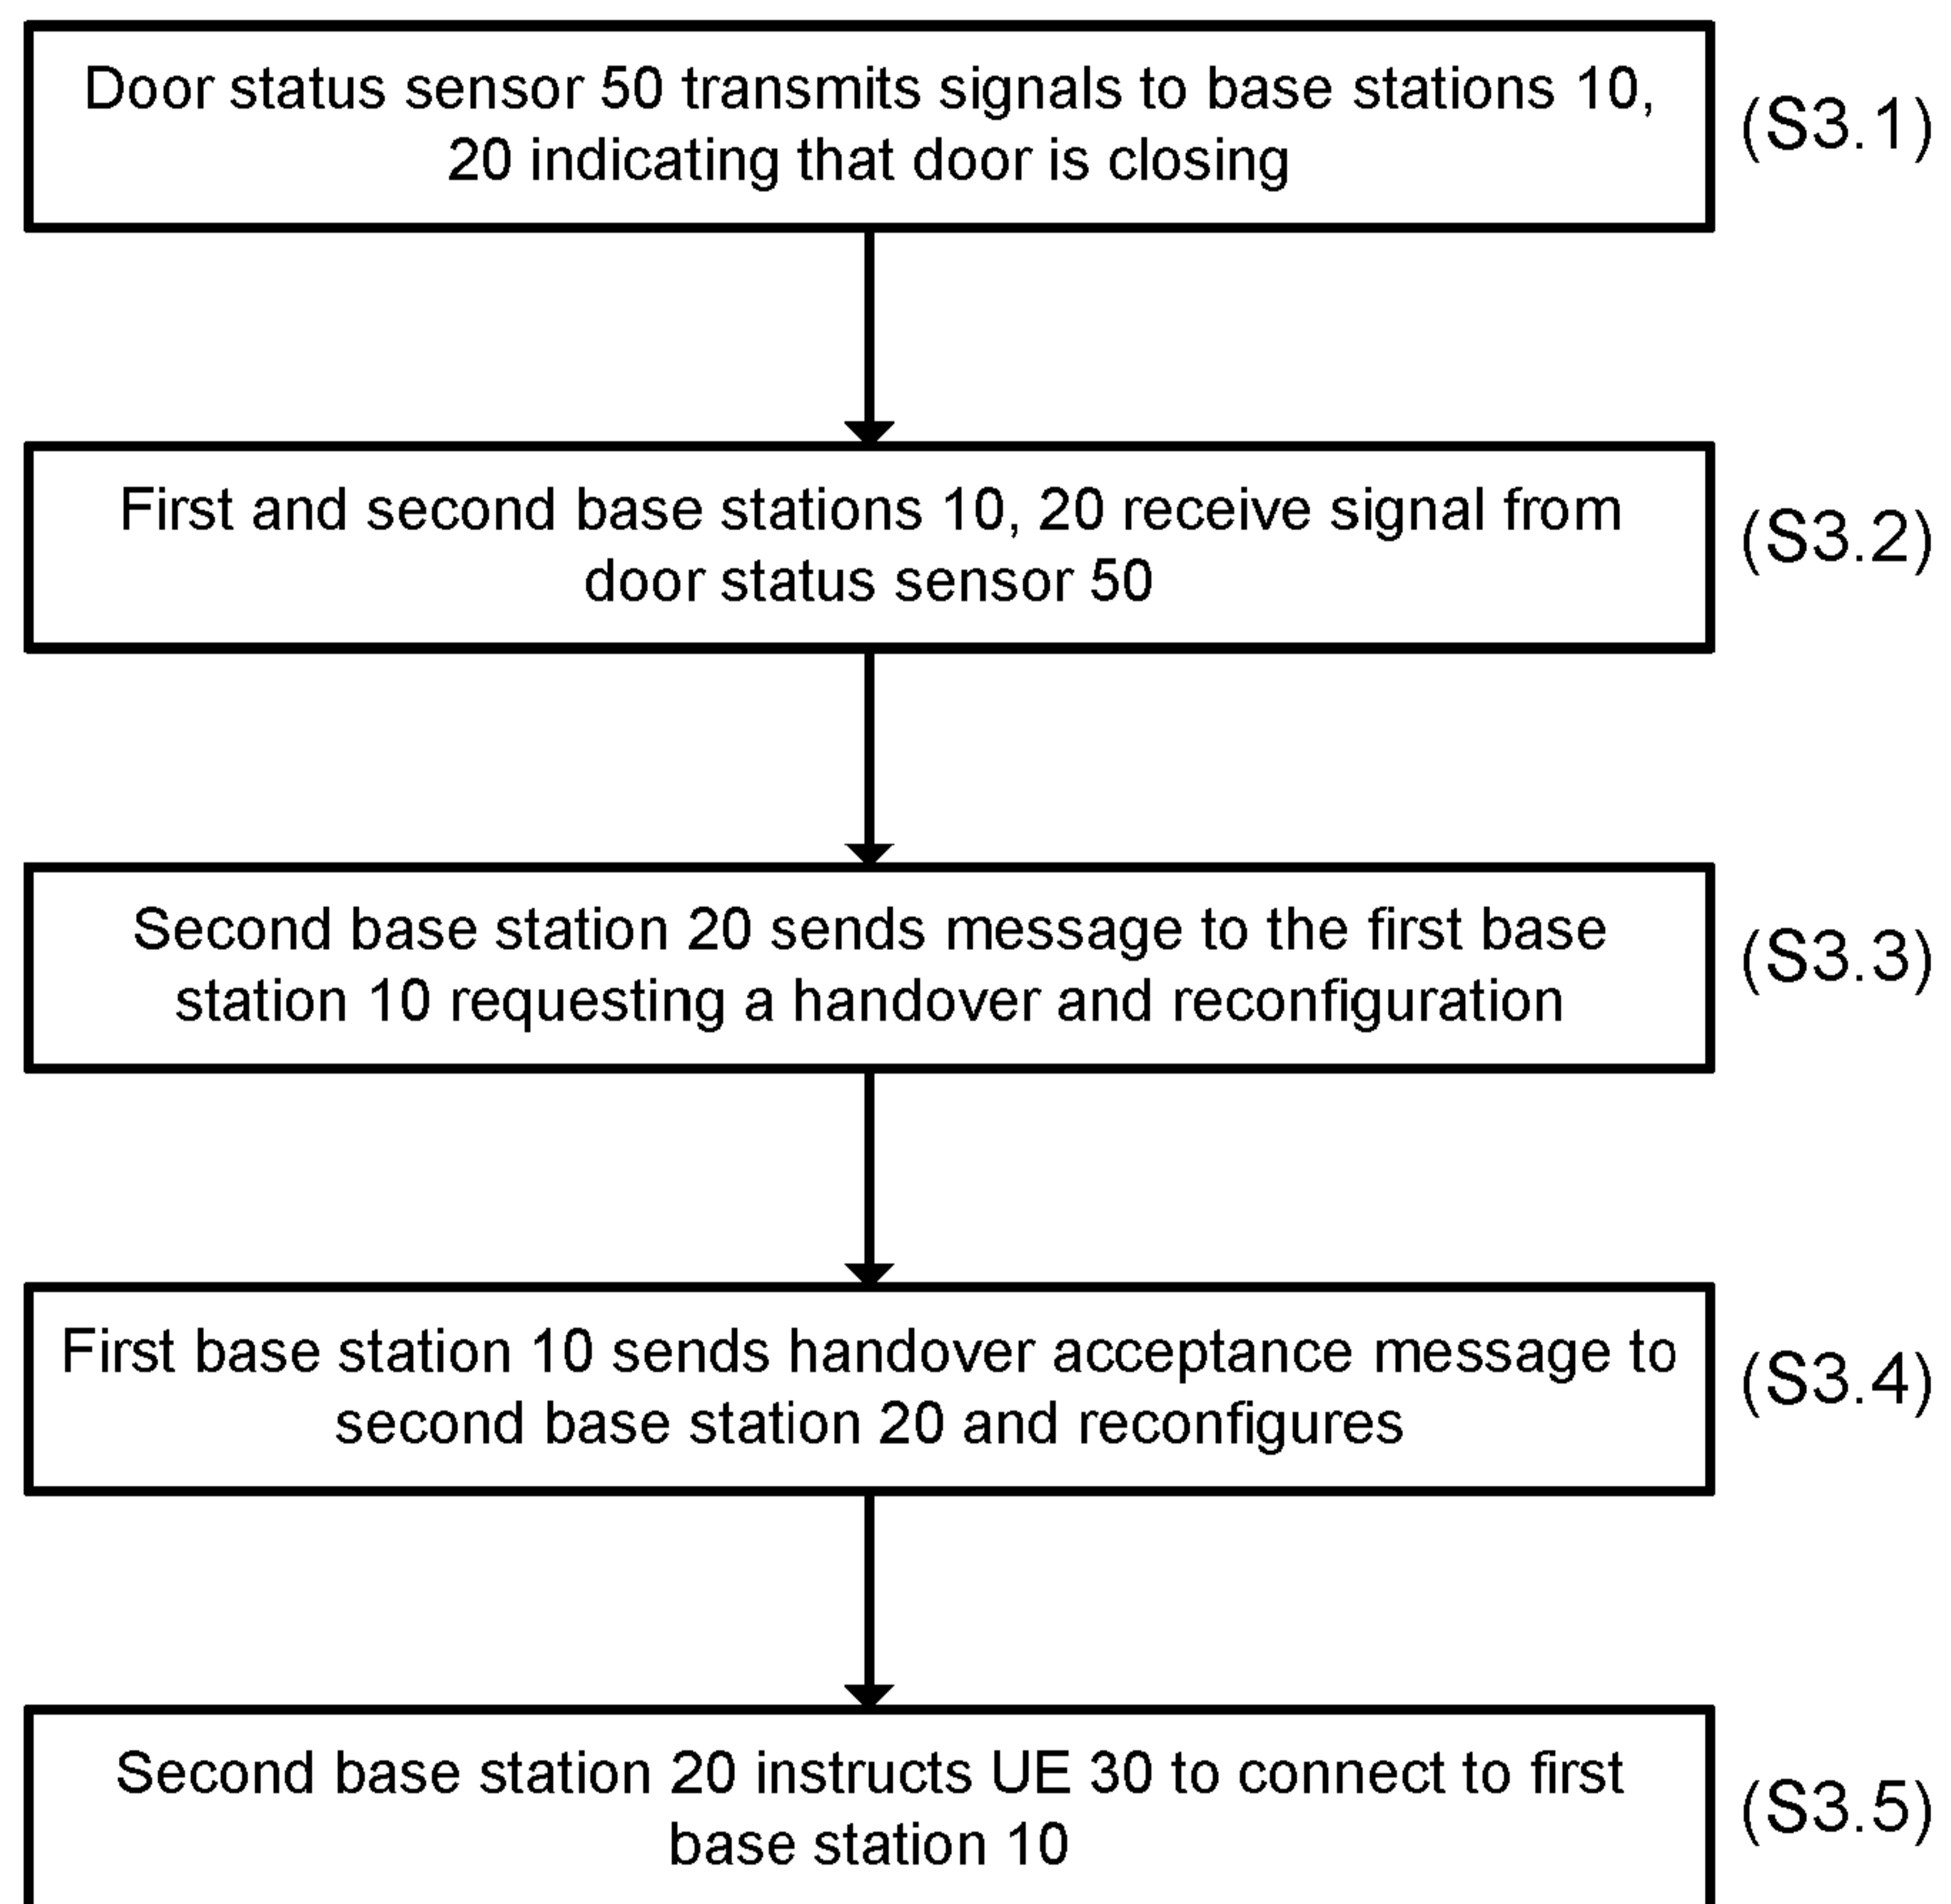 Door status sensor 50 transmits signals to base stations 10,
20 indicating that door is closing
(S3.1)
First and second base stations 10, 20 receive signal from
door status sensor 50
(S3.2)
Second base station 20 sends message to the first base
station 10 requesting a handover and reconfiguration
(S3.3)
First base station 10 sends handover acceptance message to
second base station 20 and reconfigures
(S3.4)
Second base station 20 instructs UE 30 to connect to first
base station 10
(S3.5)